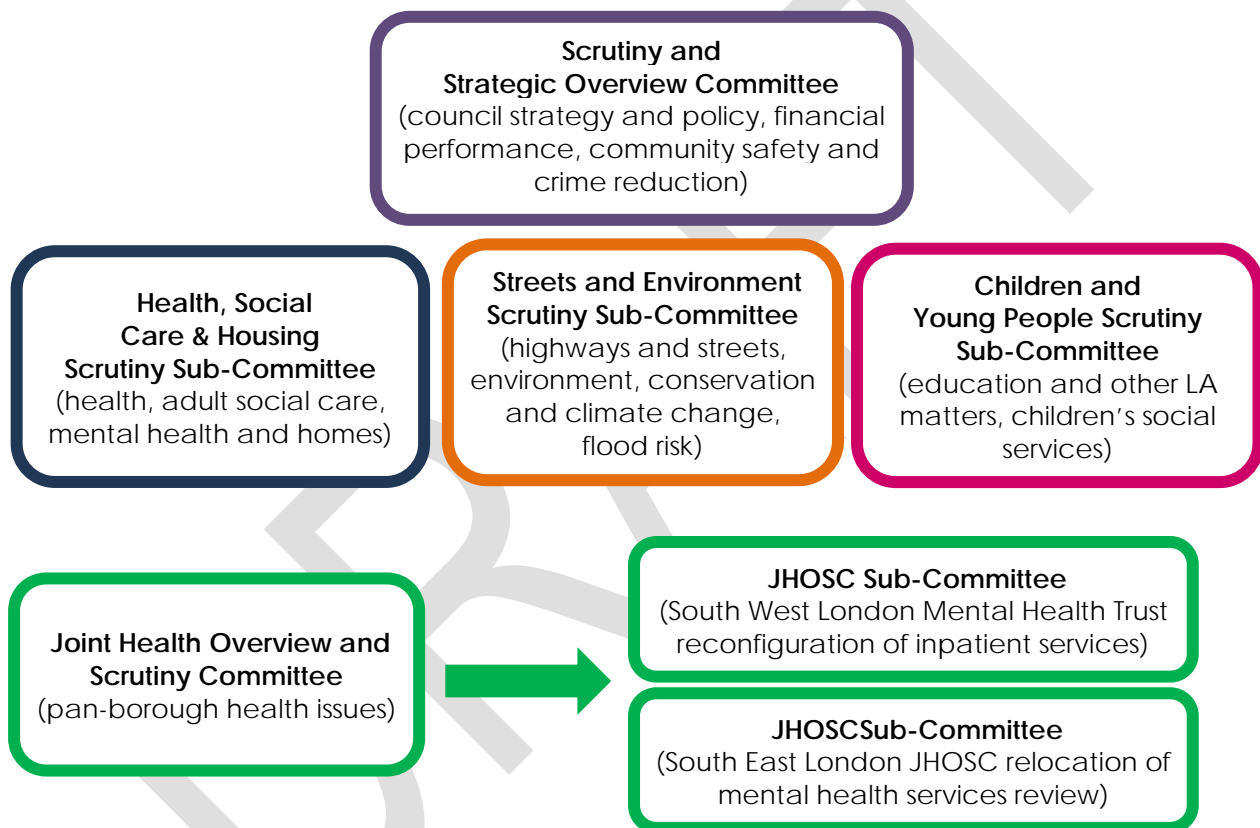 Scrutiny and
Strategic Overview Committee
(council strategy and policy, financial
performance, community safety and
crime reduction)
Health, Social
Care & Housing
Scrutiny Sub-Committee
(health, adult social care,
mental health and homes)
Streets and Environment
Scrutiny Sub-Committee
(highways and streets,
environment, conservation
and climate change,
flood risk)
Children and
Young People Scrutiny
Sub-Committee
(education and other LA
matters, children's social
services)
Joint Health Overview and
Scrutiny Committee
(pan-borough health issues)
JHOSC Sub-Committee
(South West London Mental Health Trust
reconfiguration of inpatient services)
JHOSCSub-Committee
(South East London JHOSC relocation of
mental health services review)